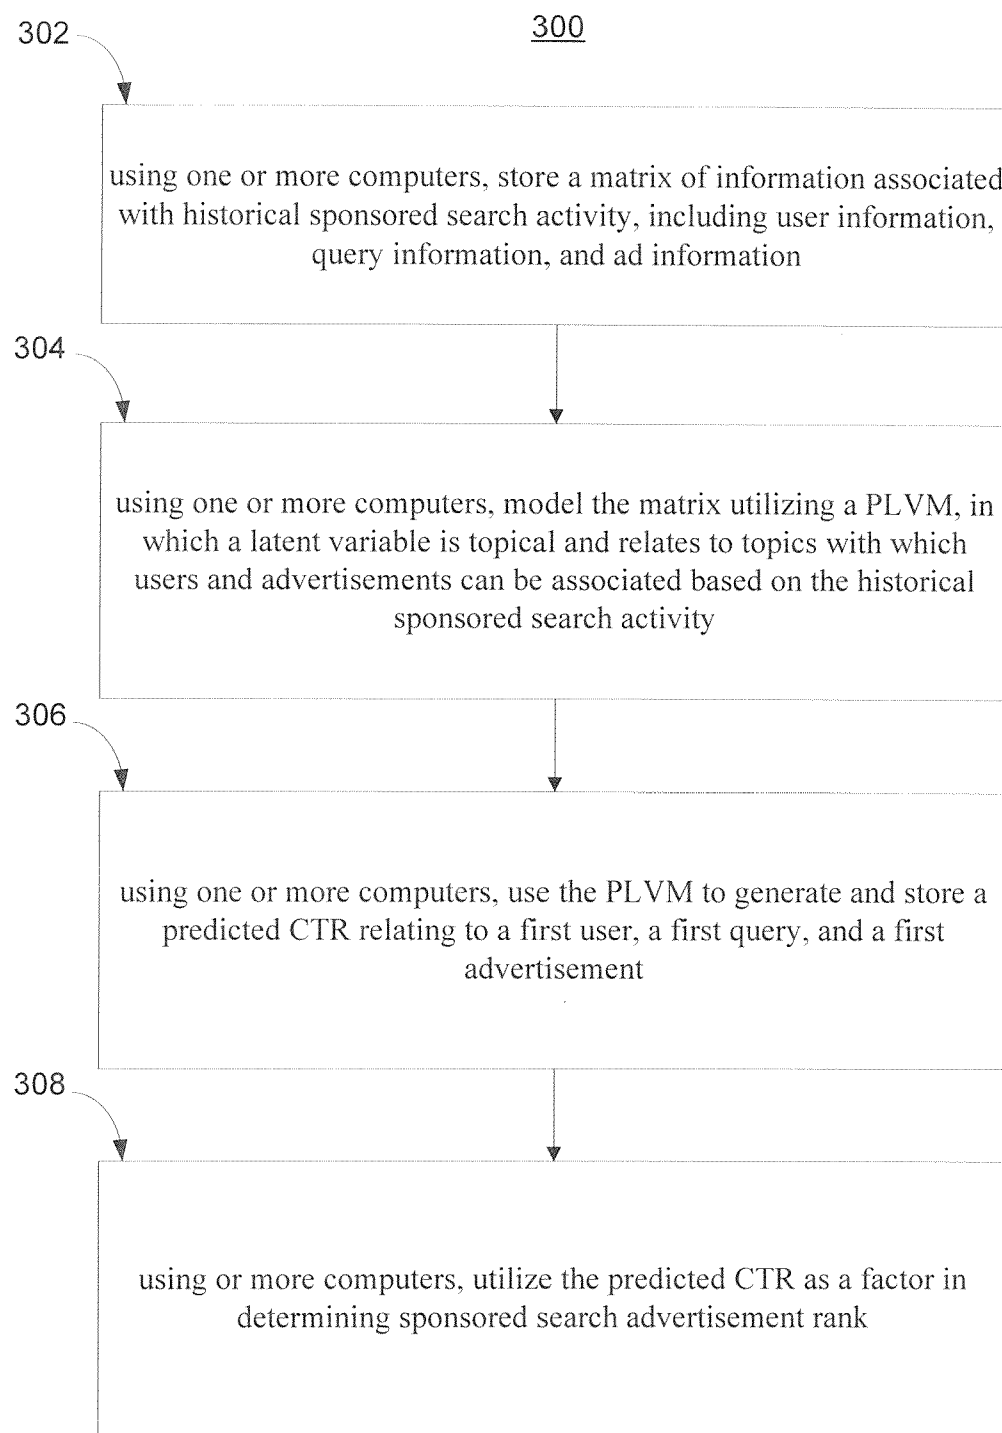 300
302
using one or more computers, store a matrix of information associated
with historical sponsored search activity, including user information,
query information, and ad information
304
using one or more computers, model the matrix utilizing a PLVM, in
which a latent variable is topical and relates to topics with which
users and advertisements can be associated based on the historical
sponsored search activity
306
using one or more computers, use the PLVM to generate and store a
predicted CTR relating to a first user, a first query, and a first
advertisement
308
using or more computers, utilize the predicted CTR as a factor in
determining sponsored search advertisement rank